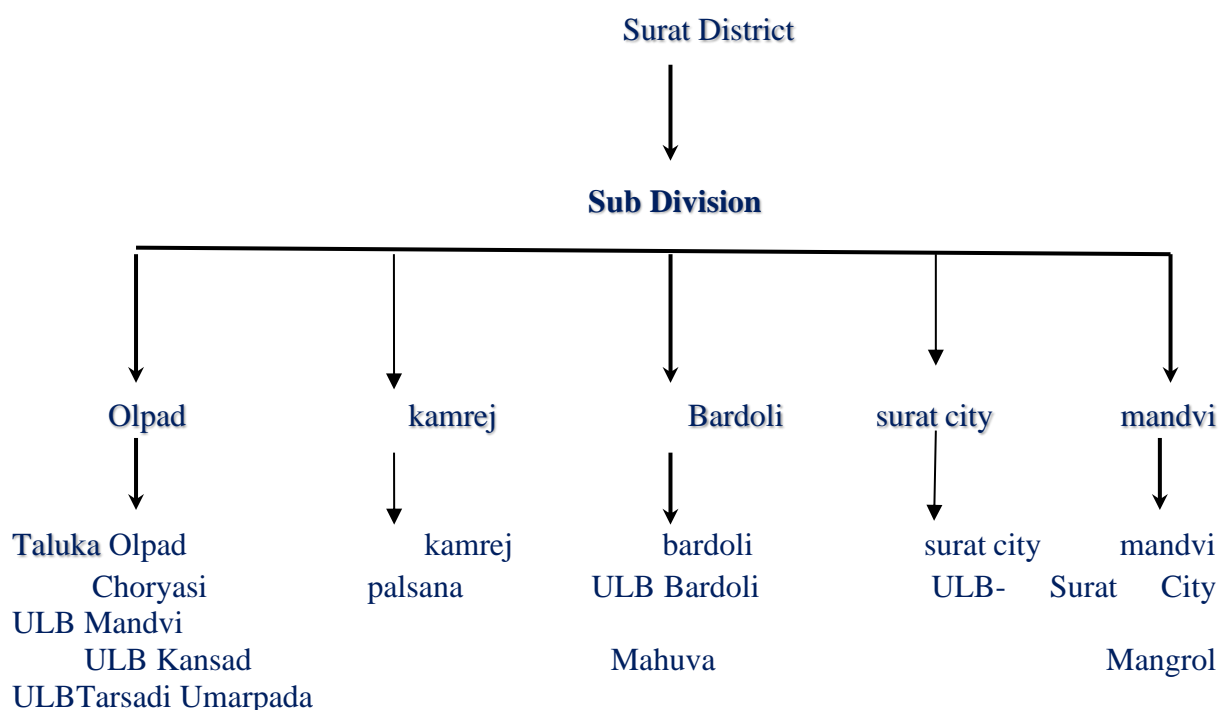 Surat District
Sub Division
Olpad kamrej Bardoli surat city mandvi
Taluka Olpad kamrej bardoli surat city mandvi
Choryasi palsana ULB Bardoli ULB- Surat City
ULB Mandvi
ULB Kansad Mahuva Mangrol
ULBTarsadi Umarpada